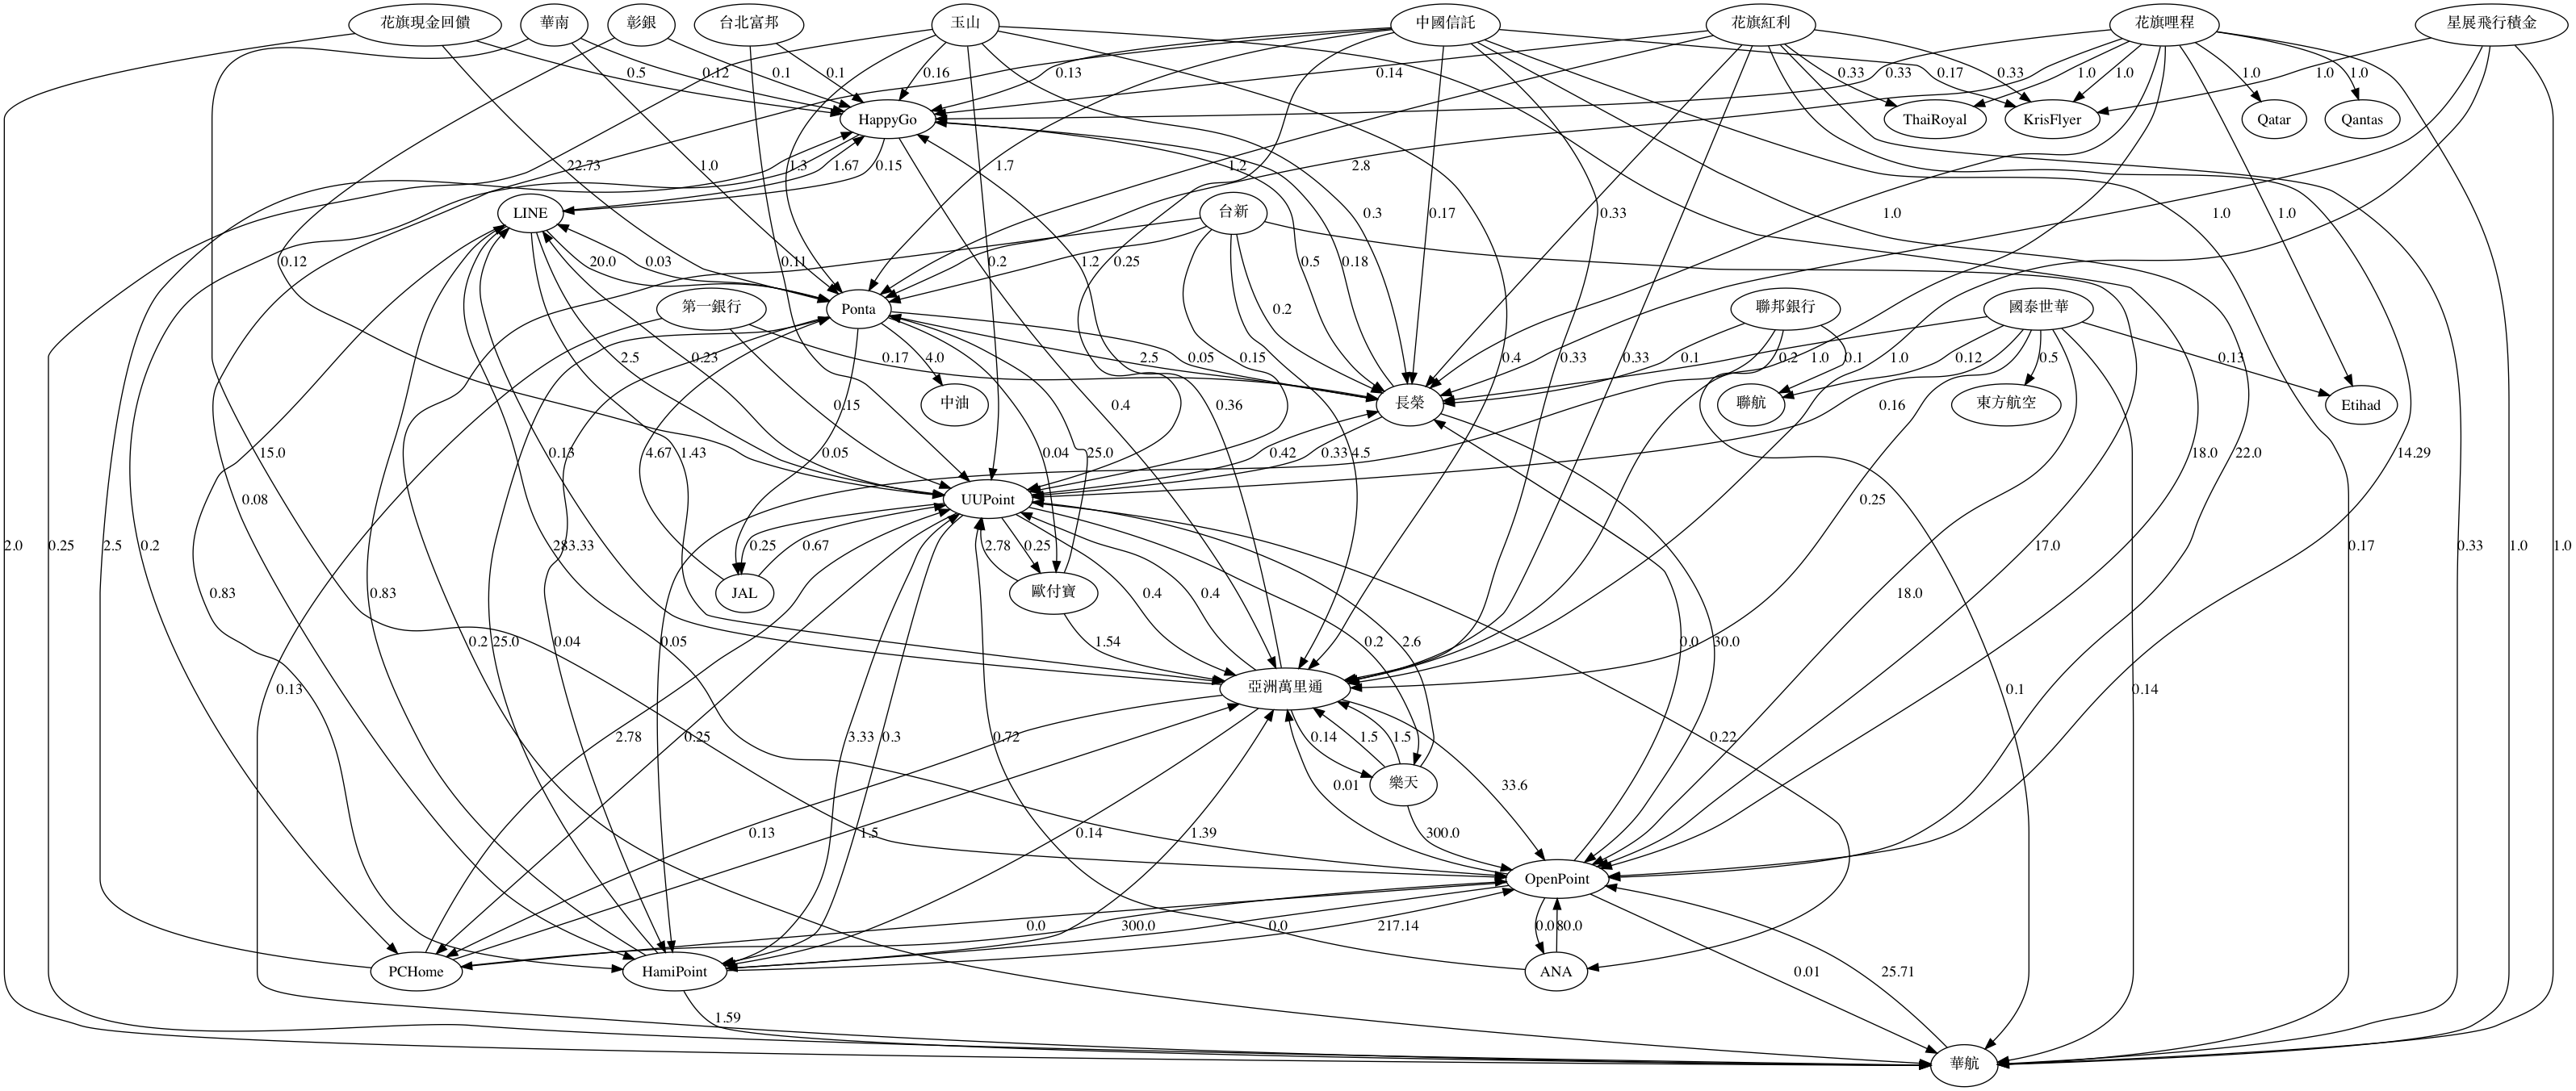 花旗現金回饋 華南 彰銀 台北富邦 玉山 中國信託 花旗紅利 花旗哩程 星展飛行積金
0.5 0.12 0.1 0.1 0.16 0.13 0.14 0.33 0.33 1.0 0.17 0.33 1.0 1.0 1.0 1.0
HappyGo ThaiRoyal KrisFlyer Qatar Qantas
22.73 1.0 1.3 1.67 0.15 1.7 1.2 2.8
LINE 台新 0.3 0.17 0.33 1.0 1.0 1.0
0.12 20.0 0.03 0.11 0.2 1.2 0.25 0.5 0.18
第一銀行 Ponta 0.2 聯邦銀行 國泰世華
2.5 0.23 0.17 4.0 2.5 0.05 0.15 0.4 0.33 0.33 0.1 0.2 1.0 0.1 1.0 0.12 0.5 0.13
0.15 中油 0.4 0.36 長榮 聯航 0.16 東方航空 Etihad
15.0 0.13 4.67 1.43 0.05 0.04 25.0 0.42 0.33 4.5 18.0 22.0 14.29
0.08 UUPoint 0.25
2.0 0.25 2.5 0.2 283.33 0.25 0.67 2.78 0.25 17.0 0.17 0.33 1.0 1.0
0.83 0.83 JAL 歐付寶 0.4 0.4 18.0
0.2 25.0 0.04 0.05 1.54 0.2 2.6 0.0 30.0
0.13 亞洲萬里通 0.1 0.14
2.78 0.25 3.33 0.3 0.72 0.14 1.5 1.5 0.22
樂天 0.01 33.6
0.13 1.5 0.14 1.39 300.0
OpenPoint
0.0 300.0 0.0 217.14 0.0 80.0
PCHome HamiPoint ANA 0.01 25.71
1.59
華航